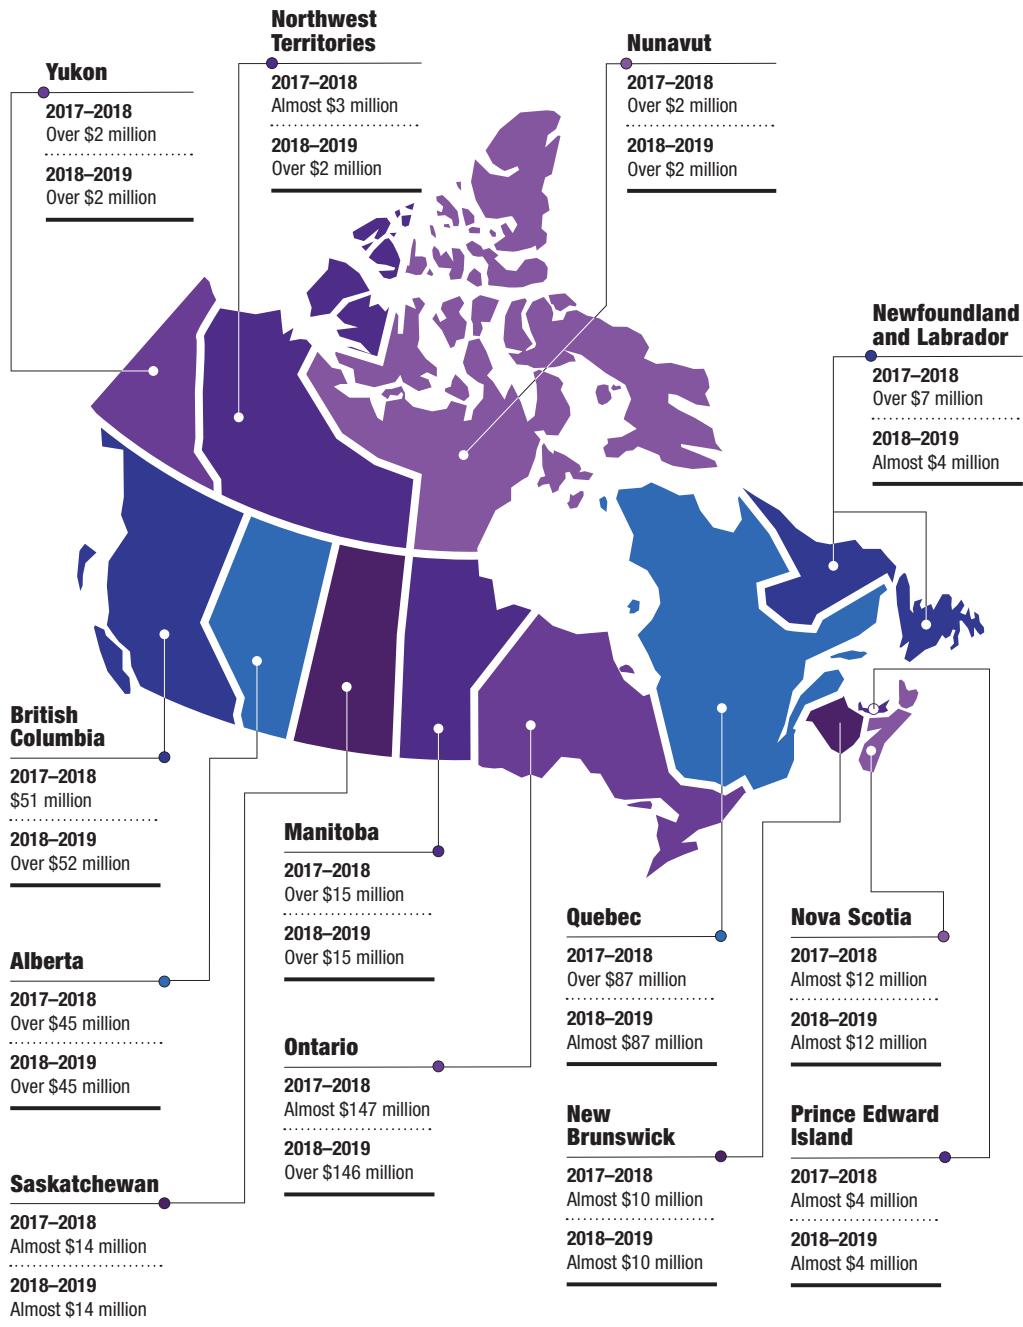 Northwest
Territories
2017–2018
Almost $3 million
2018–2019
Over $2 million
Nunavut
2017–2018
Over $2 million
2018–2019
Over $2 million
Yukon
2017–2018
Over $2 million
2018–2019
Over $2 million
Newfoundland
and Labrador
2017–2018
Over $7 million
2018–2019
Almost $4 million
British
Columbia
2017–2018
$51 million
2018–2019
Over $52 million
Alberta
2017–2018
Over $45 million
2018–2019
Over $45 million
Saskatchewan
2017–2018
Almost $14 million
2018–2019
Almost $14 million
Manitoba
2017–2018
Over $15 million
2018–2019
Over $15 million
Ontario
2017–2018
Almost $147 million
2018–2019
Over $146 million
Quebec
2017–2018
Over $87 million
2018–2019
Almost $87 million
New
Brunswick
2017–2018
Almost $10 million
2018–2019
Almost $10 million
Nova Scotia
2017–2018
Almost $12 million
2018–2019
Almost $12 million
Prince Edward
Island
2017–2018
Almost $4 million
2018–2019
Almost $4 million